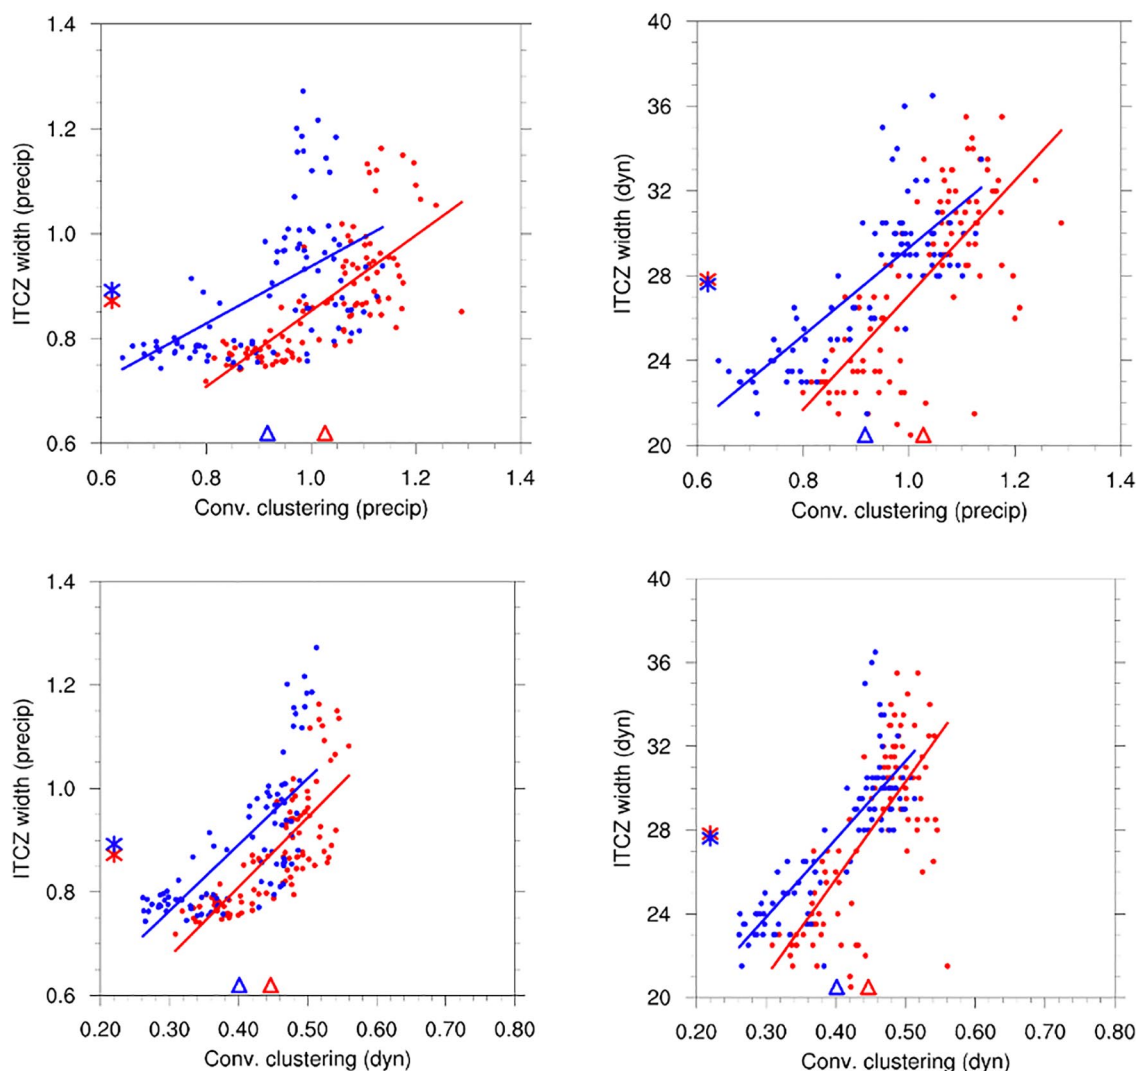 1.4
1.2
1.0
0.8
0.6
ITCZ width (precip)
0.6 0.8 1.0 1.2 1.4
Conv. clustering (precip)
40
36
32
28
24
20
ITCZ width (dyn)
0.6 0.8 1.0 1.2 1.4
Conv. clustering (precip)
1.4
1.2
1.0
0.8
0.6
ITCZ width (precip)
0.20 0.30 0.40 0.50 0.60 0.70 0.80
Conv. clustering (dyn)
40
36
32
28
24
20
ITCZ width (dyn)
0.20 0.30 0.40 0.50 0.60 0.70 0.80
Conv. clustering (dyn)